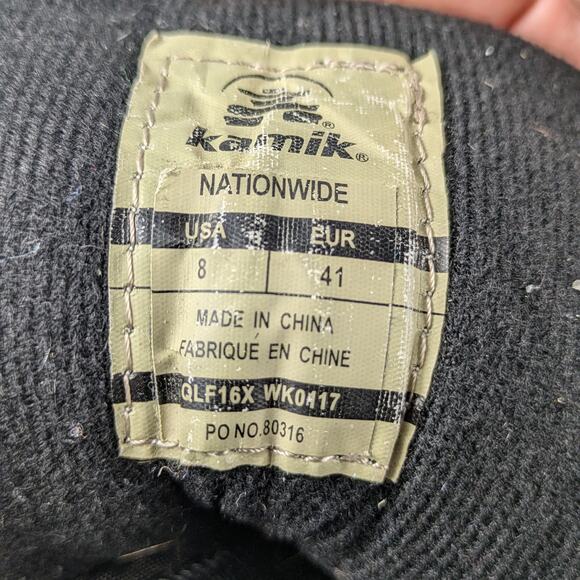 ®
kamik®
NATIONWIDE
USA EUR
8 41
MADE IN CHINA
FABRIQUÉ EN CHINE
QLF16X WK0417
PO NO.80316